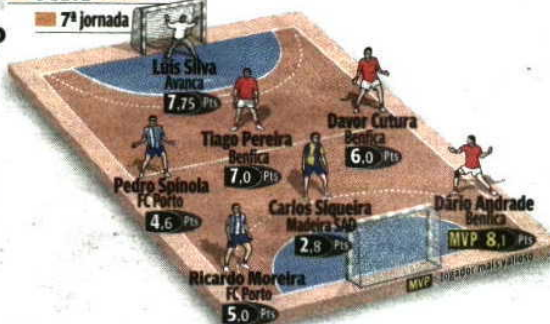 7ª jornada
Luis Silva
Avanca
7,75 Pts
Tiago Pereira
Benfica
7,0 Pts
Davor Cutura
Benfica
6,0 Pts
Pedro Spínola
FC Porto
4,6 Pts
Carlos Siqueira
Madeira SAD
2,8 Pts
Dário Andrade
Benfica
MVP 8,1 Pts
Ricardo Moreira
FC Porto
5,0 Pts
MVP - Jogador mais valioso